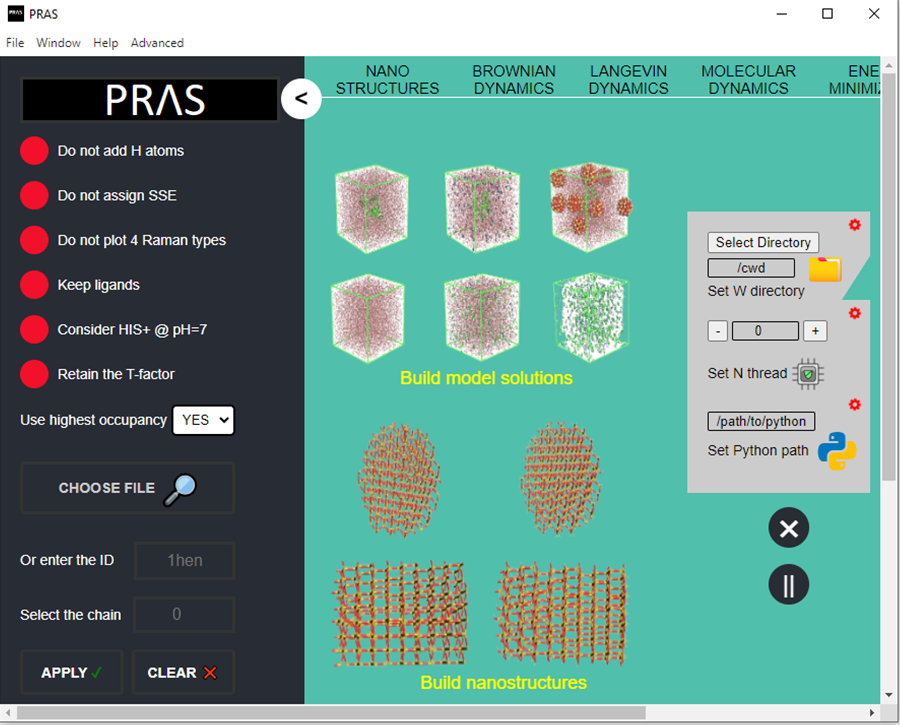 PRAS PRAS
File Window Help Advanced
PRΛS
<
Do not add H atoms
Do not assign SSE
Do not plot 4 Raman types
Keep ligands
Consider HIS+ @ pH=7
Retain the T-factor
Use highest occupancy YES
CHOOSE FILE
Or enter the ID 1hen
Select the chain 0
APPLY ✓ CLEAR ✕
NANO
STRUCTURES
BROWNIAN
DYNAMICS
LANGEVIN
DYNAMICS
MOLECULAR
DYNAMICS
ENE
MINIMIZ
Build model solutions
Build nanostructures
Select Directory
/cwd
Set W directory
- 0 +
Set N thread
/path/to/python
Set Python path